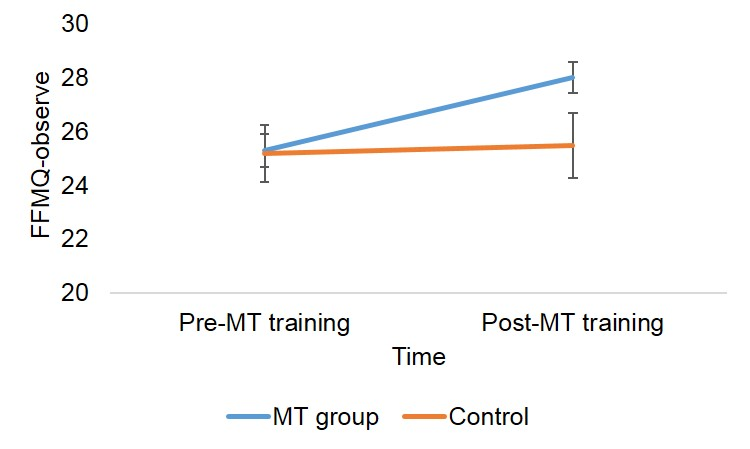 30
28
26
24
22
20
FFMQ-observe
Pre-MT training
Post-MT training
Time
MT group
Control